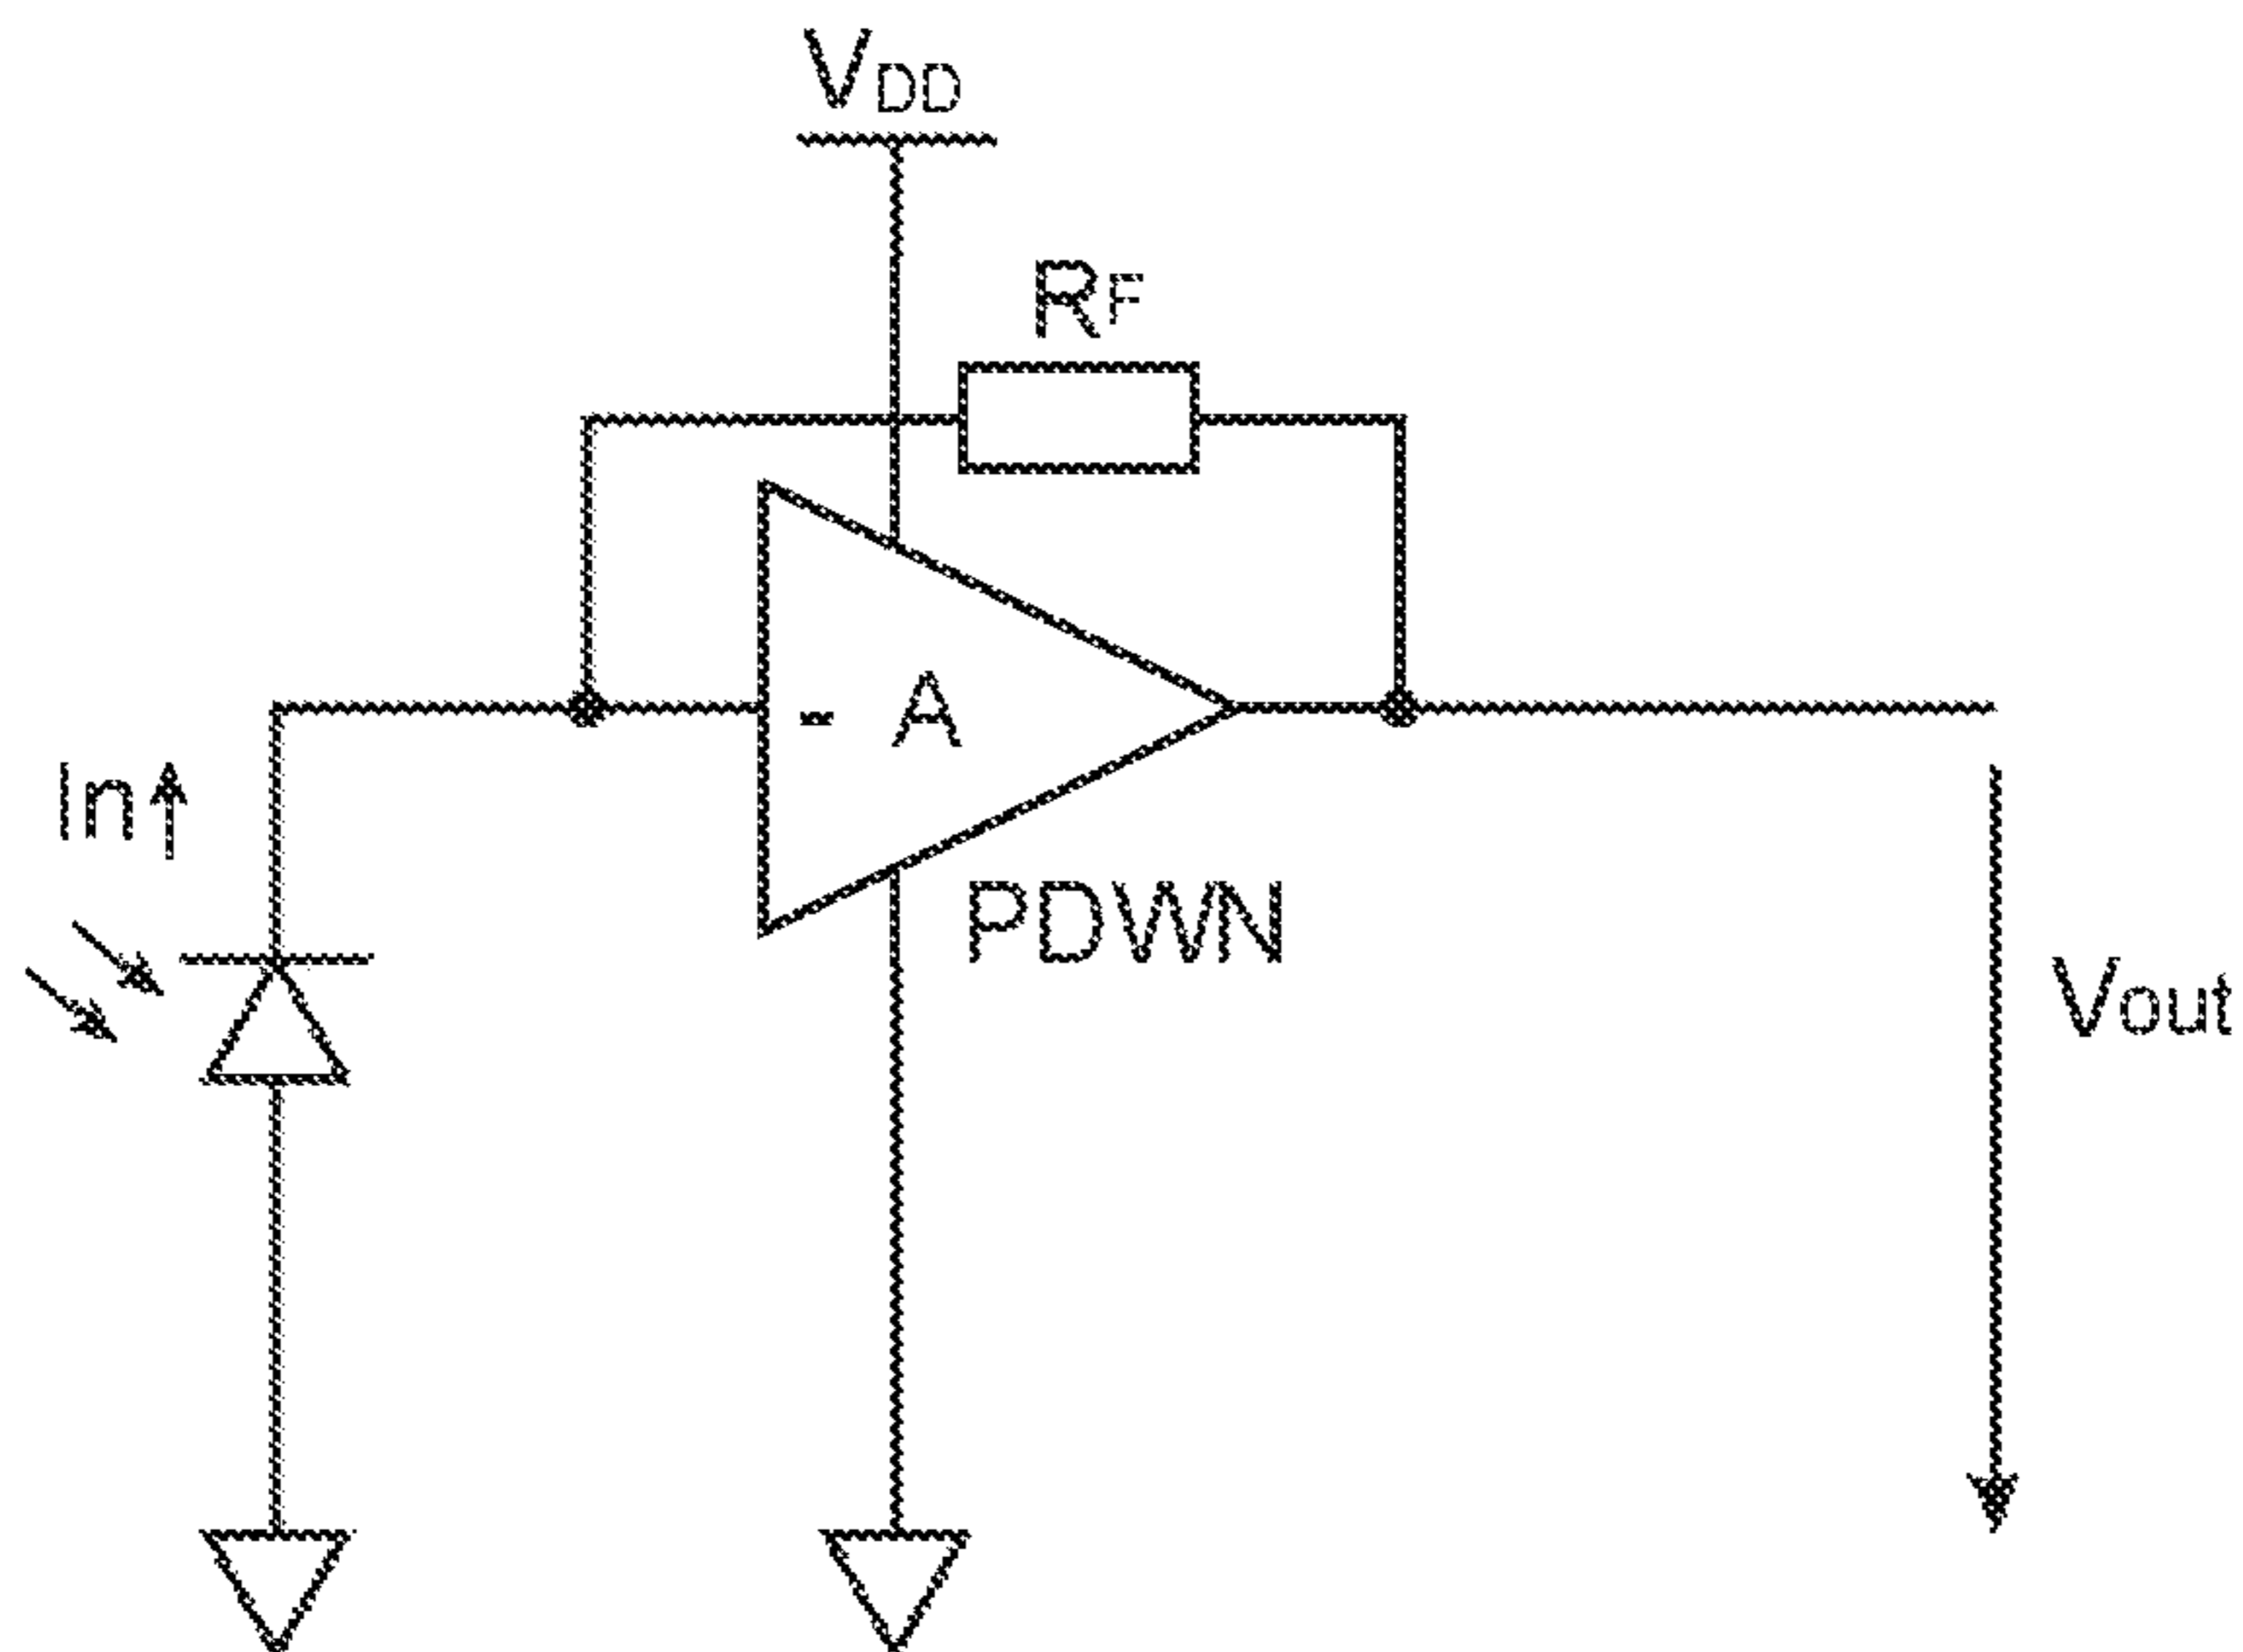 VDD
RF
- A
In
PDWN
Vout